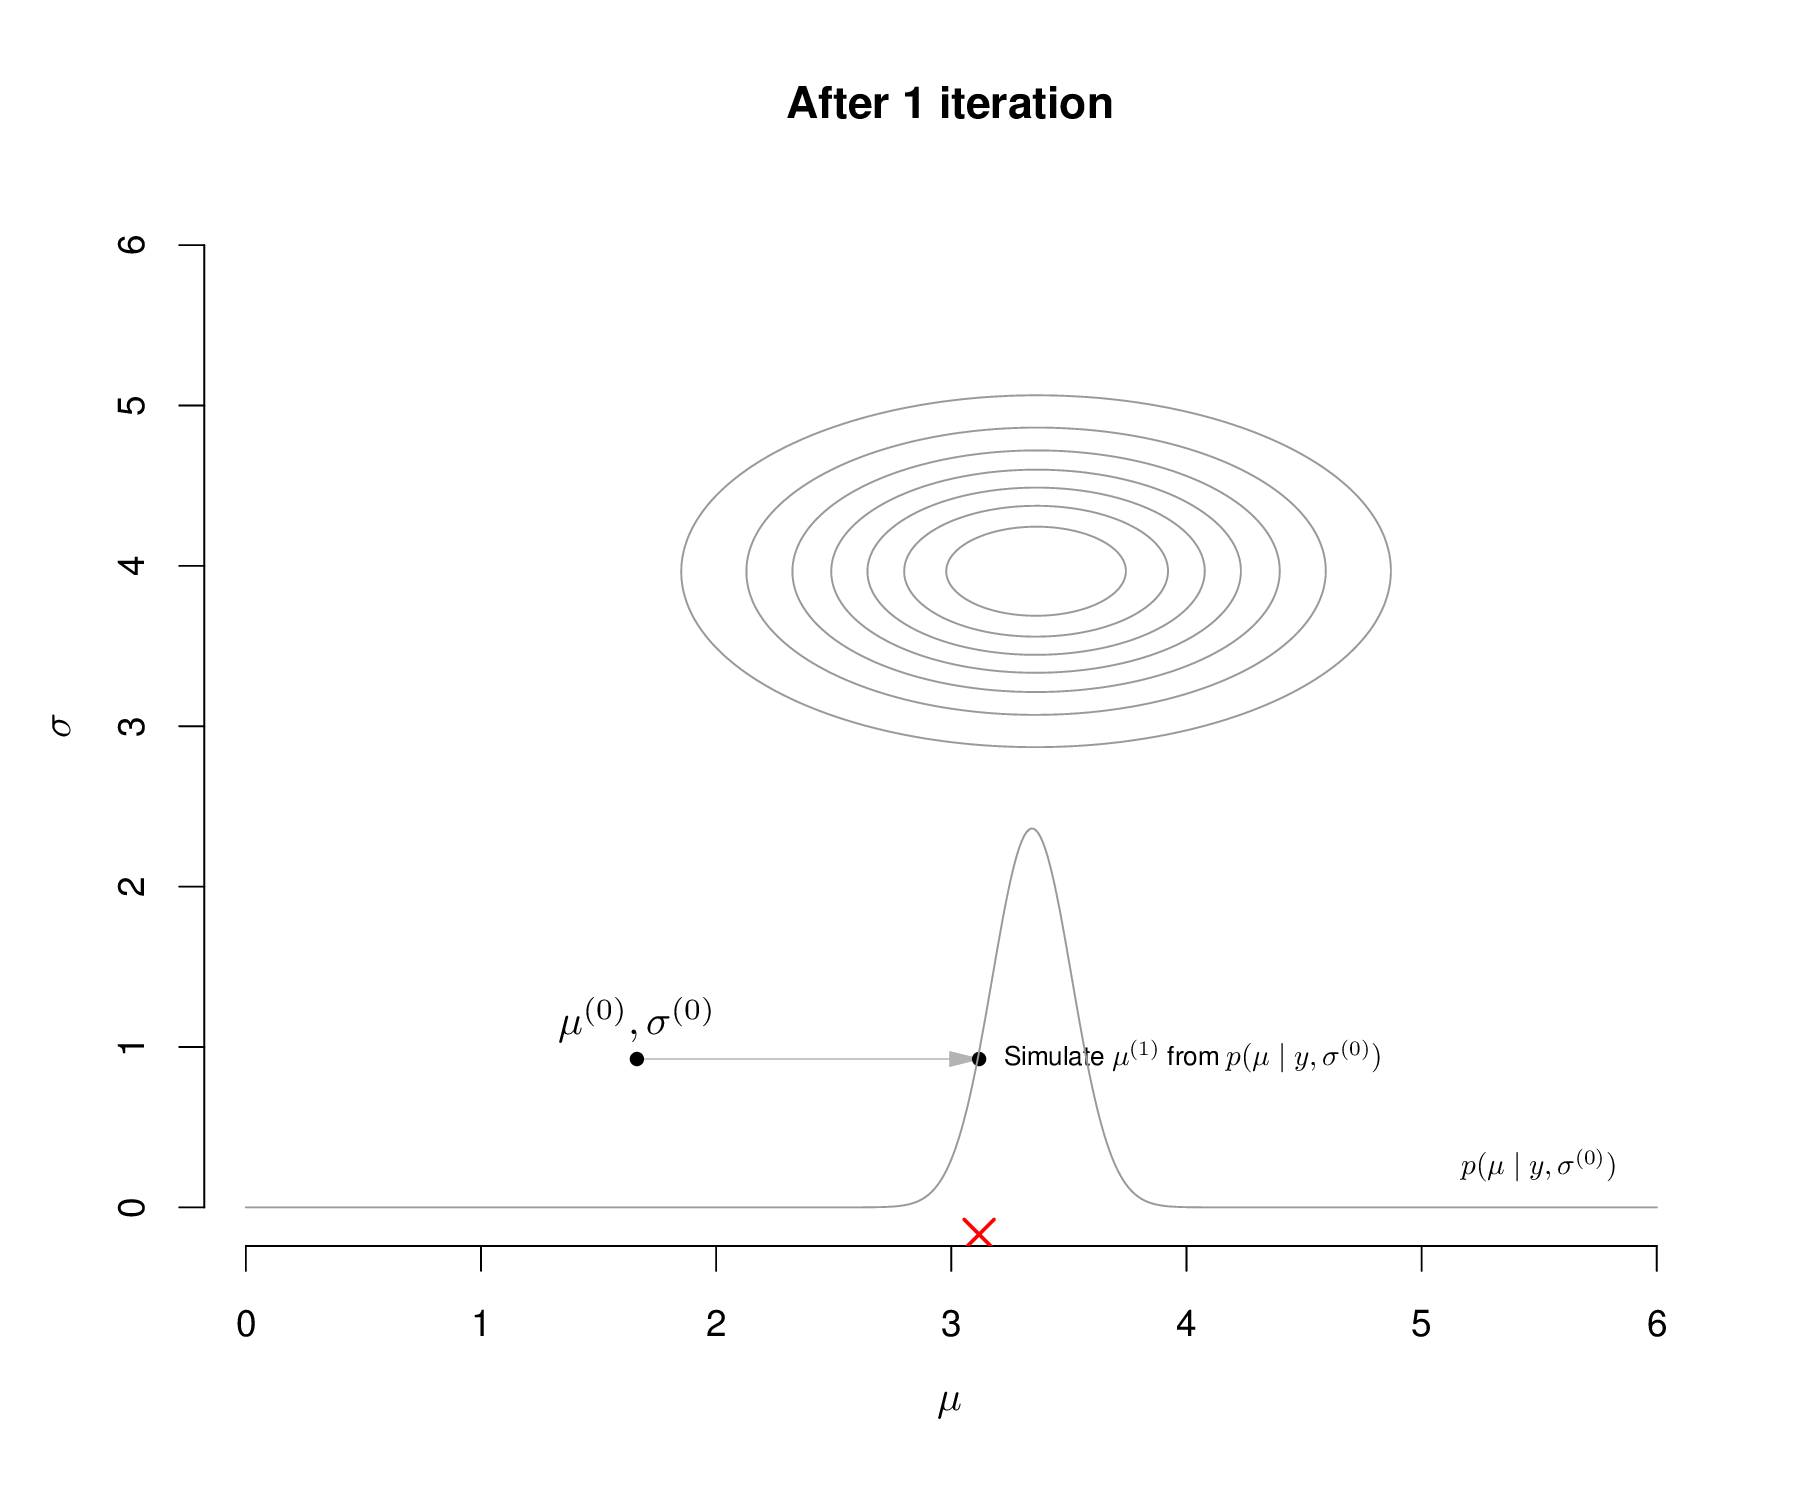 After 1 iteration
6
5
4
3
2
1
0
σ
μ^(0), σ^(0)
Simulate μ^(1) from p(μ | y, σ^(0))
p(μ | y, σ^(0))
0 1 2 3 4 5 6
μ